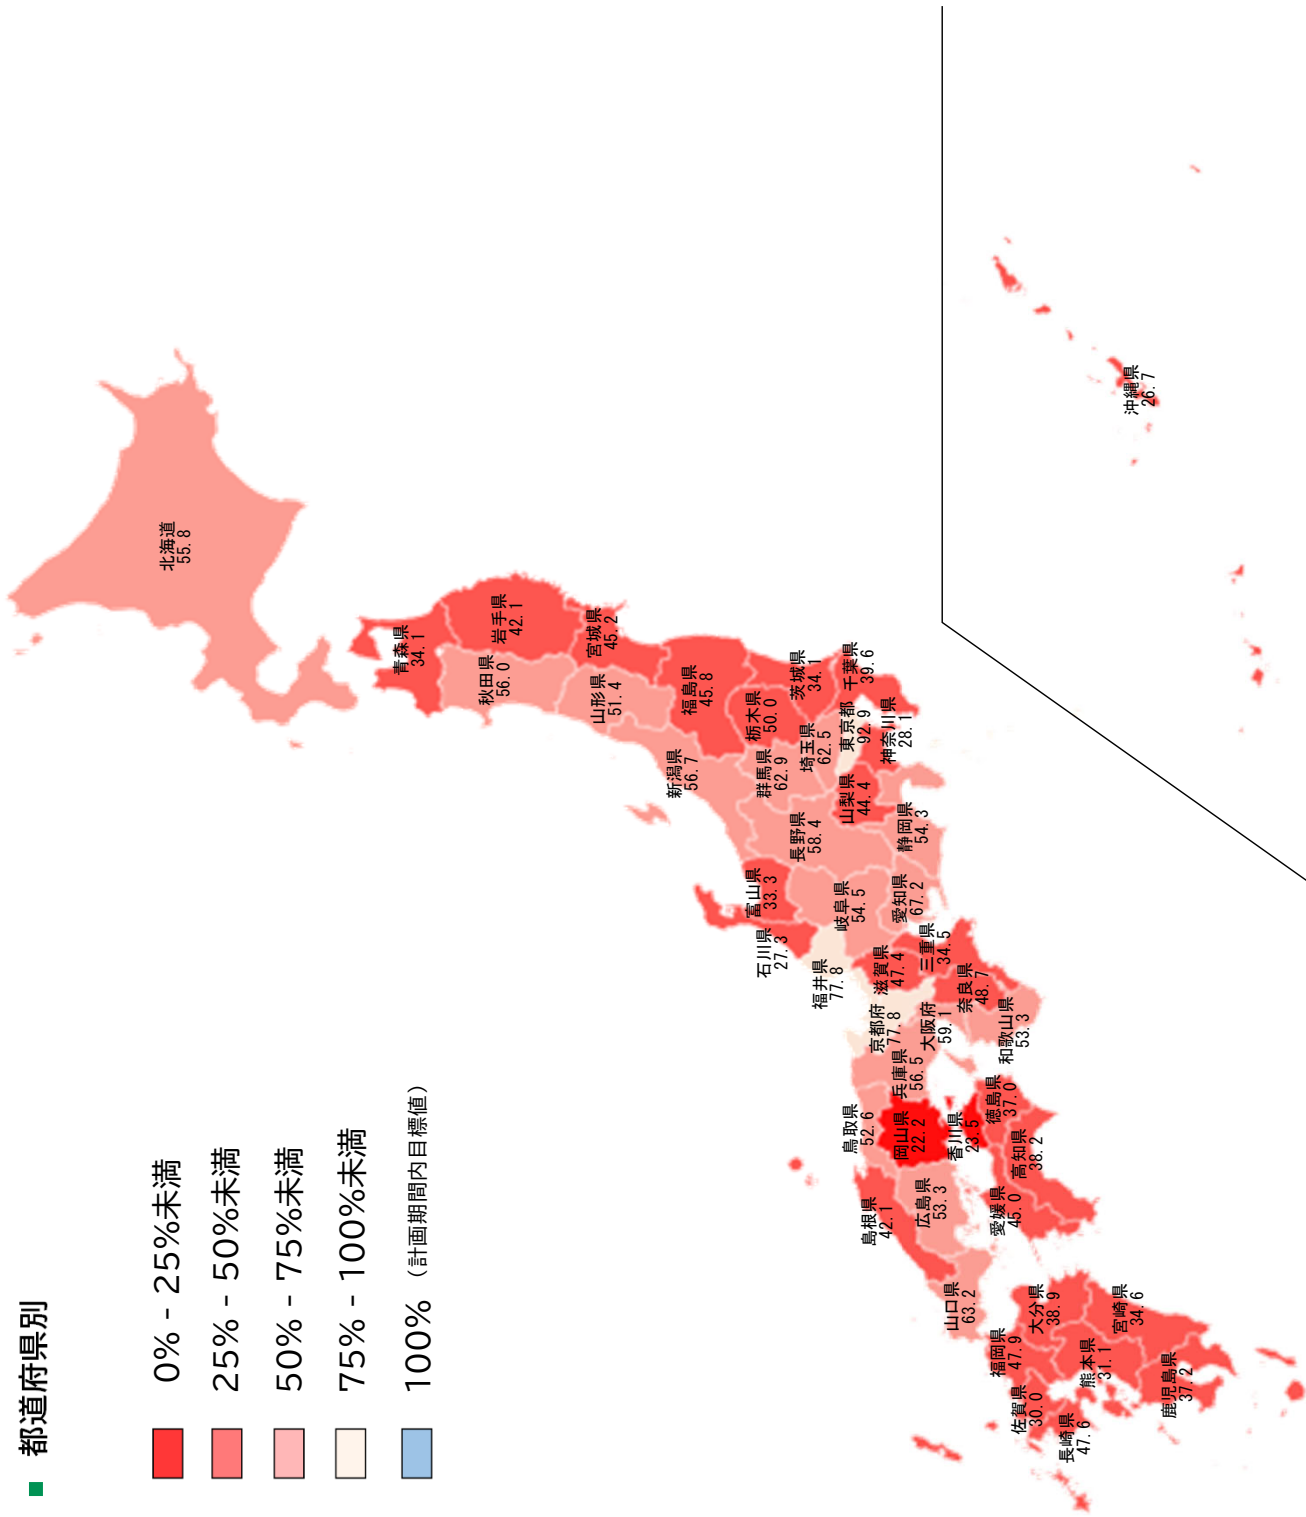 都道府県別
0% - 25%未満
25% - 50%未満
50% - 75%未満
75% - 100%未満
100% （計画期間内目標値）
北海道
55.8
青森県
34.1
岩手県
42.1
秋田県
56.0
宮城県
45.2
山形県
51.4
福島県
45.8
新潟県
56.7
栃木県
50.0
群馬県
62.9
茨城県
34.1
埼玉県
62.5
千葉県
39.6
東京都
92.9
神奈川県
28.1
山梨県
44.4
長野県
58.4
静岡県
54.3
富山県
33.3
石川県
27.3
岐阜県
54.5
愛知県
67.2
福井県
77.8
滋賀県
47.4
三重県
34.5
京都府
77.8
奈良県
48.7
大阪府
59.1
和歌山県
53.3
兵庫県
56.5
鳥取県
52.6
岡山県
22.2
島根県
42.1
広島県
53.3
山口県
63.2
香川県
23.5
徳島県
37.0
高知県
38.2
愛媛県
45.0
福岡県
47.9
大分県
38.9
佐賀県
30.0
長崎県
47.6
熊本県
31.1
宮崎県
34.6
鹿児島県
37.2
沖縄県
26.7